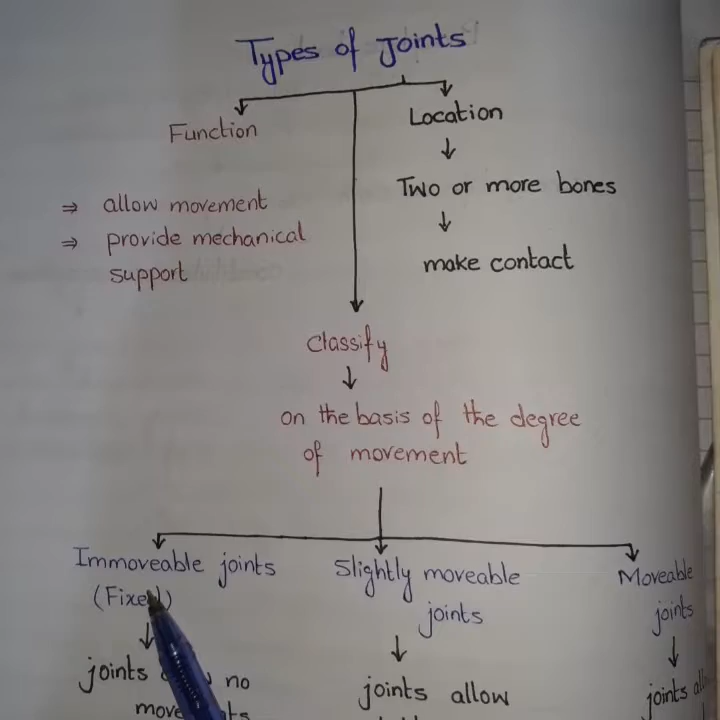 Types of Joints
Function
Location
Two or more bones
make contact
⇒ allow movement
⇒ provide mechanical
support
Classify
on the basis of the degree
of movement
Immoveable joints
(Fixed)
joints no
Slightly moveable
joints
joints allow
Moveable
joints
joints